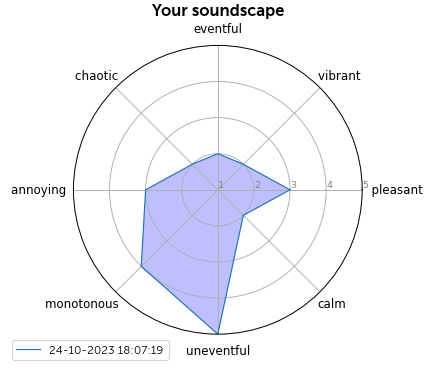 Your soundscape
eventful
chaotic
vibrant
annoying
1
2
3
4
5
pleasant
monotonous
calm
uneventful
24-10-2023 18:07:19